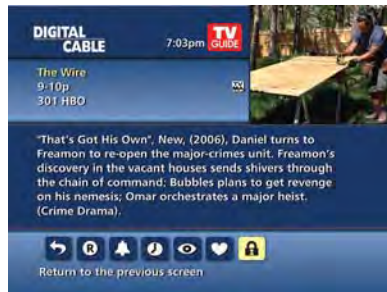 DIGITAL
CABLE
7:03pm
TV
GUIDE
The Wire
9-10p
301 HBO
"That's Got His Own", New, (2006), Daniel turns to
Freamon to re-open the major-crimes unit. Freamon's
discovery in the vacant houses sends shivers through
the chain of command; Bubbles plans to get revenge
on his nemesis; Omar orchestrates a major heist.
(Crime Drama).
R
Return to the previous screen